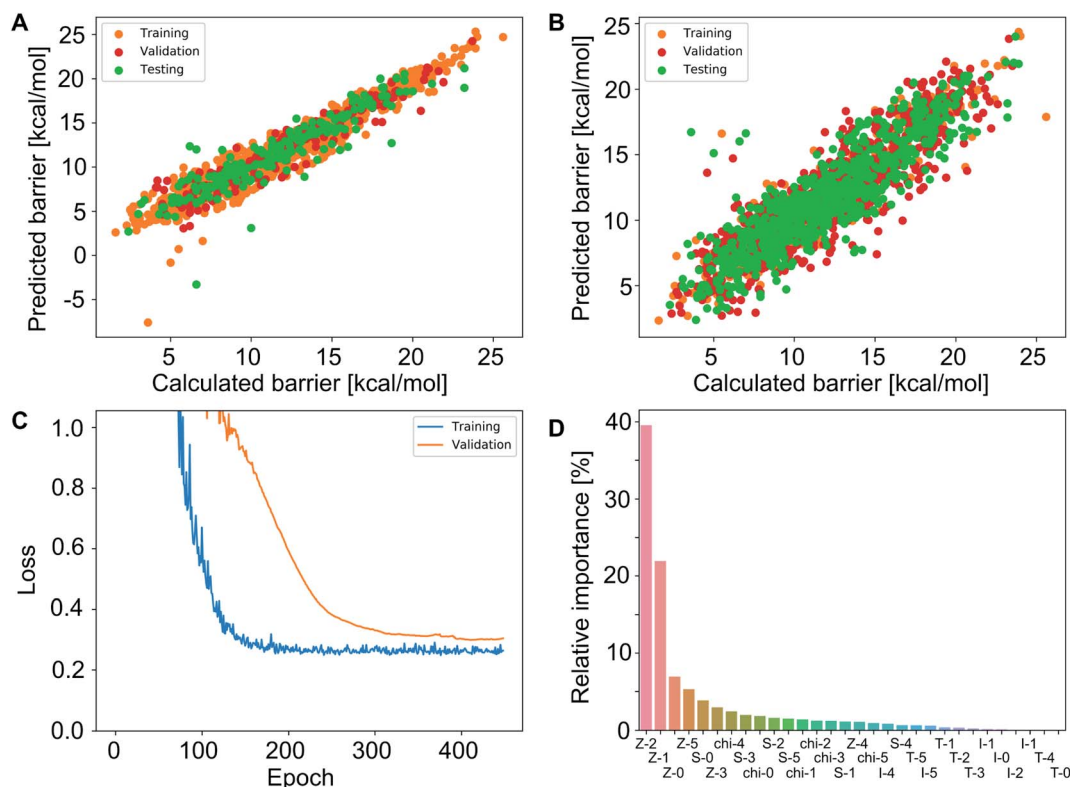 A
Training
Validation
Testing
25
20
15
10
5
0
-5
Predicted barrier [kcal/mol]
5 10 15 20 25
Calculated barrier [kcal/mol]
B
Training
Validation
Testing
25
20
15
10
5
Predicted barrier [kcal/mol]
5 10 15 20 25
Calculated barrier [kcal/mol]
C
Training
Validation
1.0
0.8
0.6
0.4
0.2
0.0
Loss
0 100 200 300 400
Epoch
D
40
30
20
10
0
Relative importance [%]
Z-2 Z-5 chi-4 S-2 chi-2 Z-4 S-4 T-1 I-1 I-1
Z-1 S-0 S-3 S-5 chi-3 chi-5 T-5 T-2 I-0 T-4
Z-0 Z-3 chi-0 chi-1 S-1 I-4 I-5 T-3 I-2 T-0